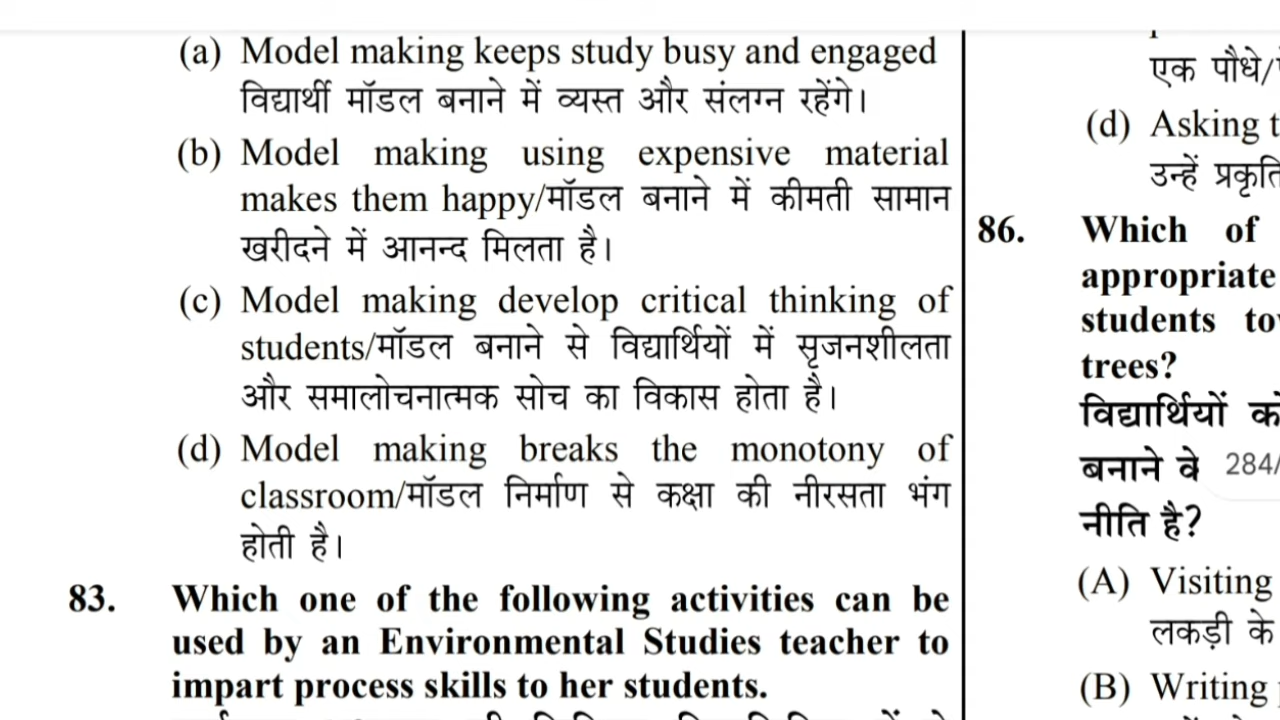 (a) Model making keeps study busy and engaged
विद्यार्थी मॉडल बनाने में व्यस्त और संलग्न रहेंगे।
(b) Model making using expensive material
makes them happy/मॉडल बनाने में कीमती सामान
खरीदने में आनन्द मिलता है।
(c) Model making develop critical thinking of
students/मॉडल बनाने से विद्यार्थियों में सृजनशीलता
और समालोचनात्मक सोच का विकास होता है।
(d) Model making breaks the monotony of
classroom/मॉडल निर्माण से कक्षा की नीरसता भंग
होती है।
83. Which one of the following activities can be
used by an Environmental Studies teacher to
impart process skills to her students.
एक पौधे/
(d) Asking
उन्हें
86. Which of
appropriate
students
trees?
विद्यार्थियों
बनाने 284/
नीति है?
(A) Visiting
लकड़ी के
(B) Writing